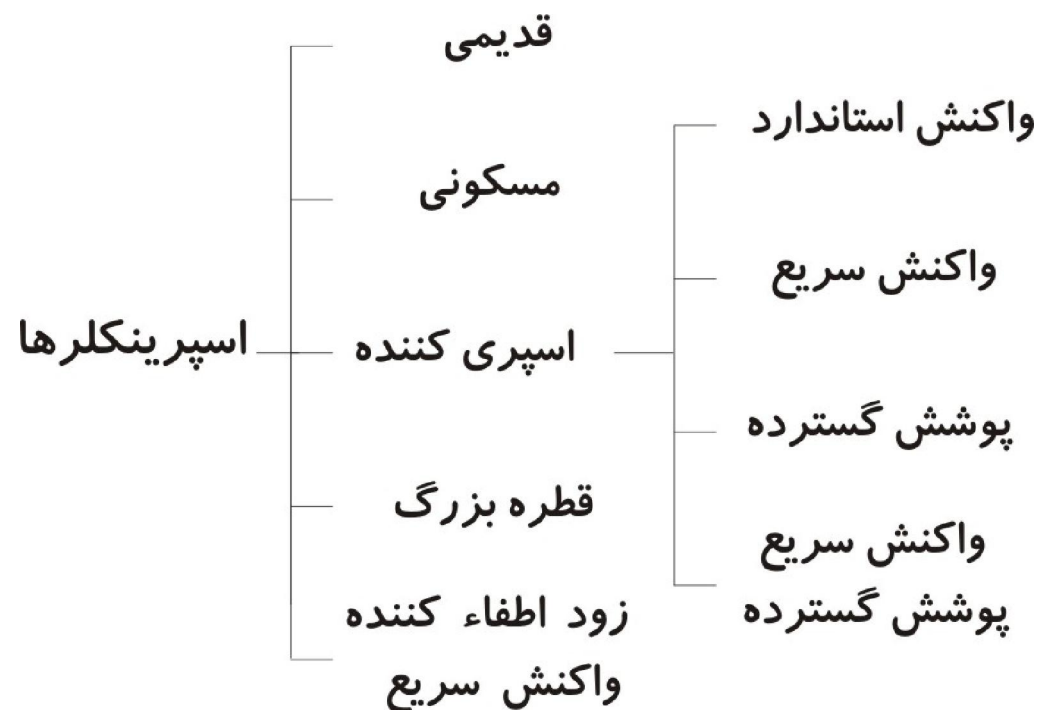 اسپرینکلرها
قدیمی
مسکونی
اسپری کننده
قطره بزرگ
زود اطفاء کننده
واکنش سریع
واکنش استاندارد
واکنش سریع
پوشش گسترده
واکنش سریع
پوشش گسترده